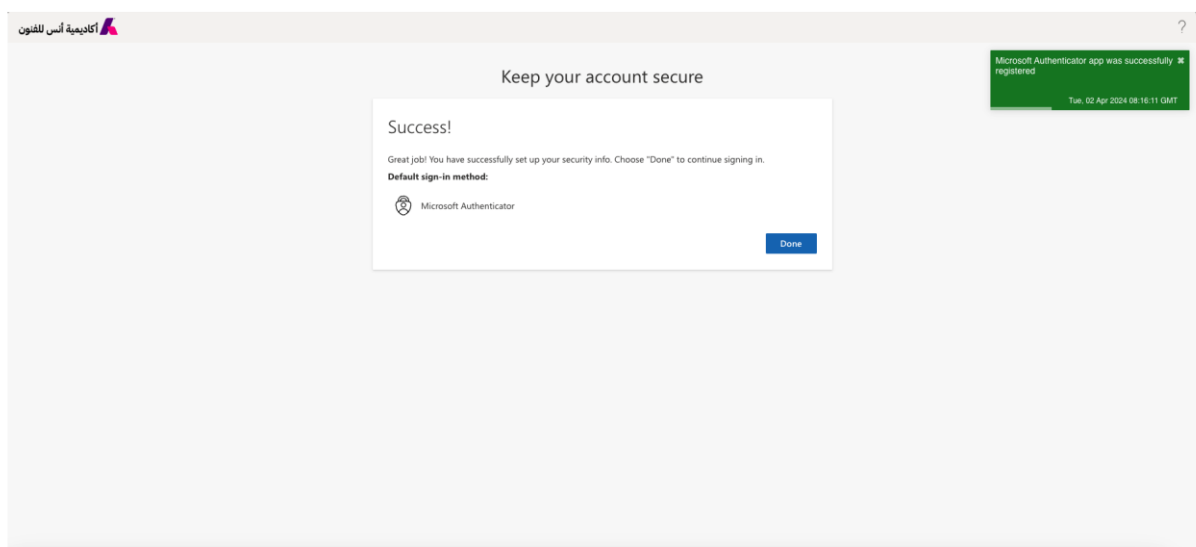 أكاديمية أنس للفنون
?
Microsoft Authenticator app was successfully
registered
Tue, 02 Apr 2024 08:16:11 GMT
Keep your account secure
Success!
Great job! You have successfully set up your security info. Choose "Done" to continue signing in.
Default sign-in method:
Microsoft Authenticator
Done